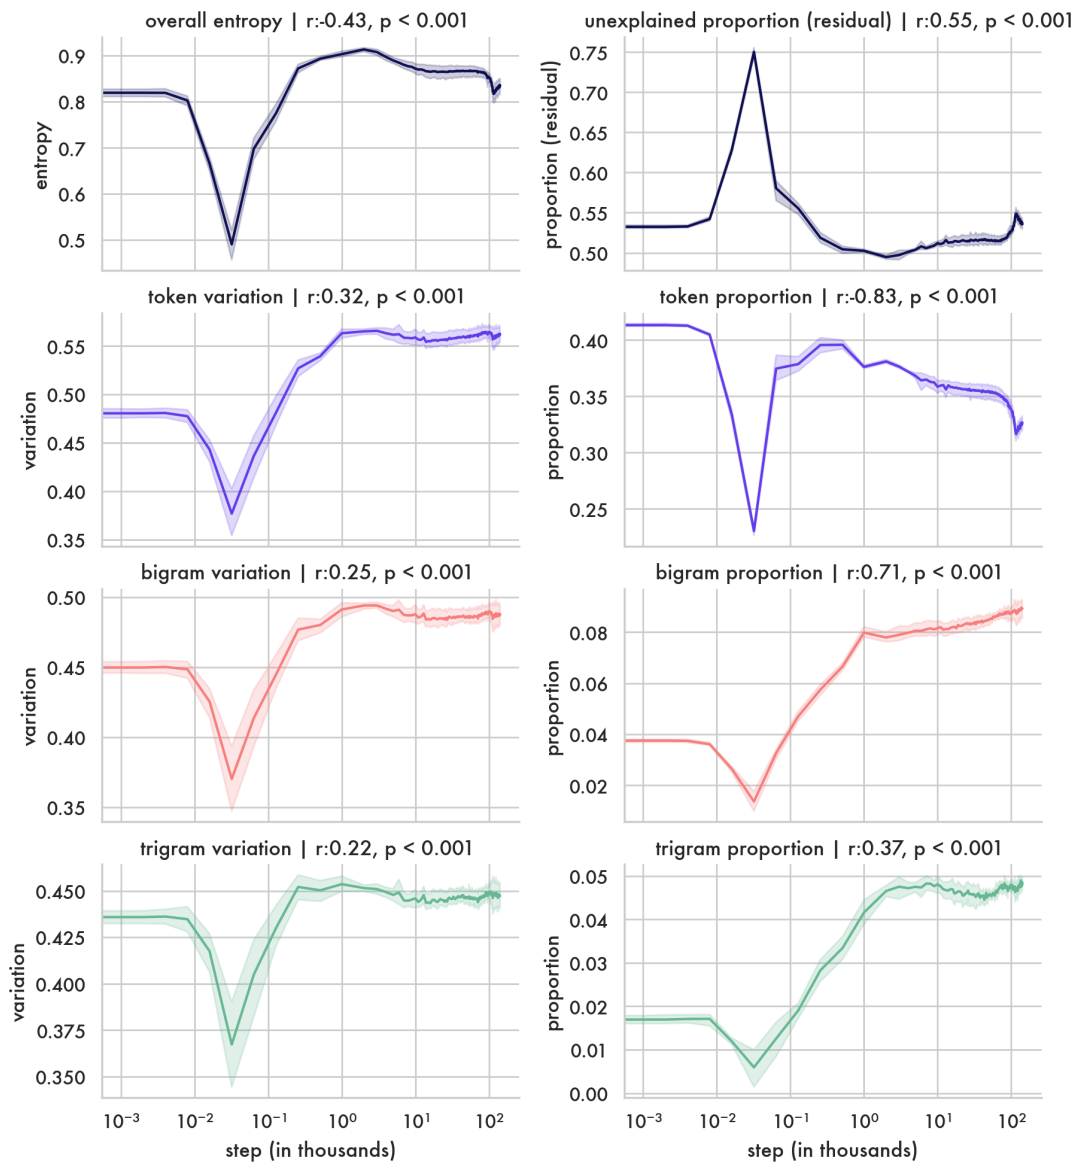 overall entropy | r:-0.43, p < 0.001
entropy
0.9
0.8
0.7
0.6
0.5
unexplained proportion (residual) | r:0.55, p < 0.001
proportion (residual)
0.75
0.70
0.65
0.60
0.55
0.50
token variation | r:0.32, p < 0.001
variation
0.55
0.50
0.45
0.40
0.35
token proportion | r:-0.83, p < 0.001
proportion
0.40
0.35
0.30
0.25
bigram variation | r:0.25, p < 0.001
variation
0.50
0.45
0.40
0.35
bigram proportion | r:0.71, p < 0.001
proportion
0.08
0.06
0.04
0.02
trigram variation | r:0.22, p < 0.001
variation
0.450
0.425
0.400
0.375
0.350
10⁻³ 10⁻² 10⁻¹ 10⁰ 10¹ 10²
step (in thousands)
trigram proportion | r:0.37, p < 0.001
proportion
0.05
0.04
0.03
0.02
0.01
0.00
10⁻³ 10⁻² 10⁻¹ 10⁰ 10¹ 10²
step (in thousands)